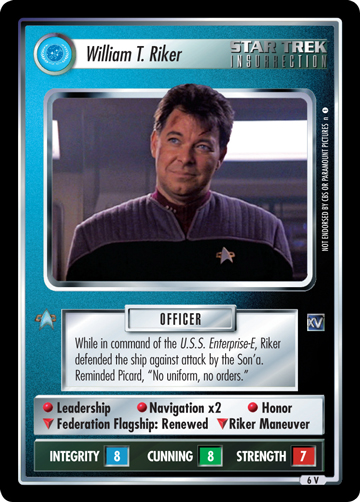 William T. Riker
STAR TREK
INSURRECTION
NOT ENDORSED BY CBS OR PARAMOUNT PICTURES n
OFFICER
While in command of the U.S.S. Enterprise-E, Riker
defended the ship against attack by the Son'a.
Reminded Picard, "No uniform, no orders."
XV
Leadership Navigation x2 Honor
Federation Flagship: Renewed Riker Maneuver
INTEGRITY 8 CUNNING 8 STRENGTH 7
6 V